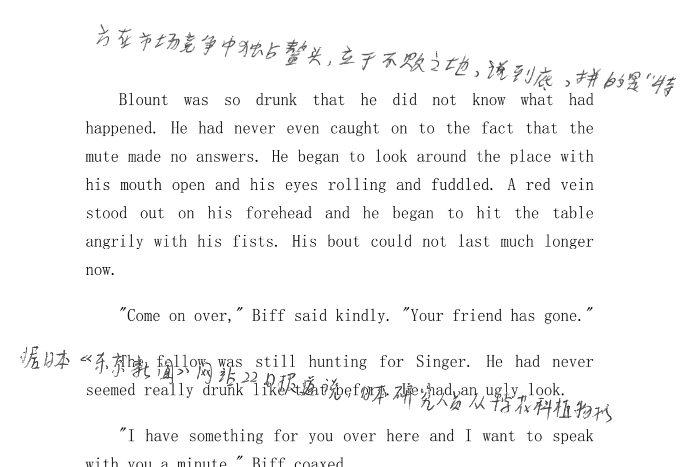 方在市场竞争中独占鳌头,立于不败之地,说到底,拼的是"特
Blount was so drunk that he did not know what had
happened. He had never even caught on to the fact that the
mute made no answers. He began to look around the place with
his mouth open and his eyes rolling and fuddled. A red vein
stood out on his forehead and he began to hit the table
angrily with his fists. His bout could not last much longer
now.
"Come on over," Biff said kindly. "Your friend has gone."
据日本《东京新闻》网站22日报道说,日本研究人员从十字花科植物拟
The fellow was still hunting for Singer. He had never
seemed really drunk like that before. He had an ugly look.
"I have something for you over here and I want to speak
with you a minute," Biff coaxed.